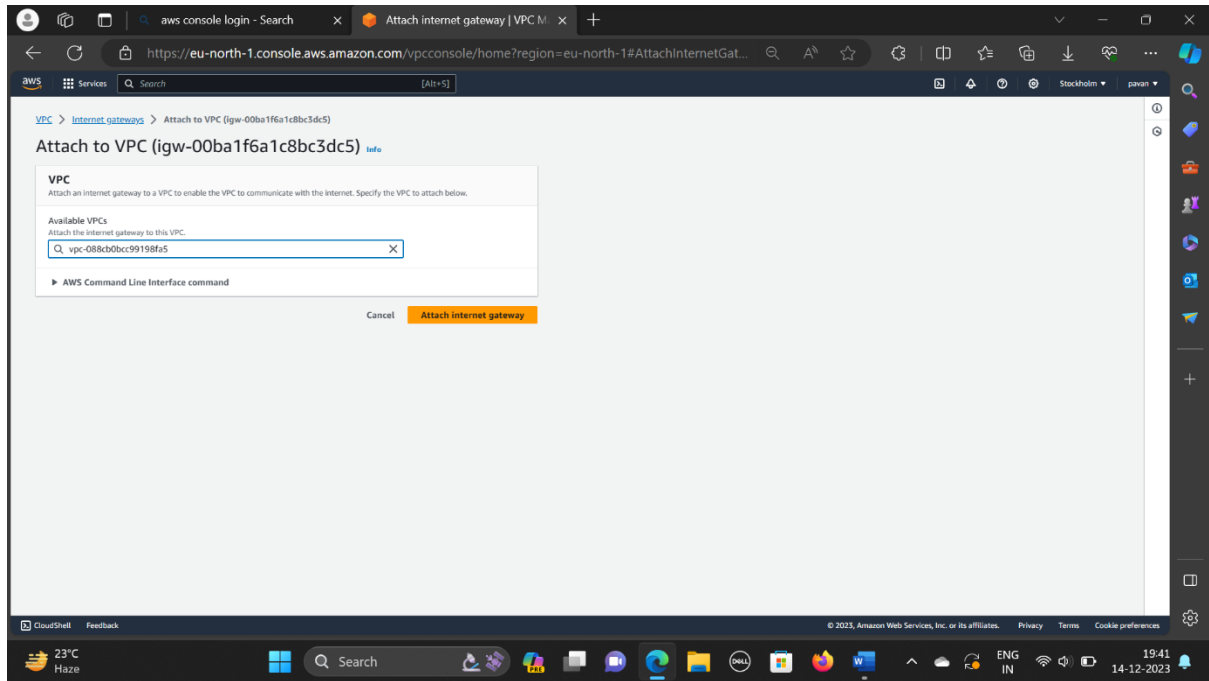 aws console login - Search
Attach internet gateway | VPC M
https://eu-north-1.console.aws.amazon.com/vpcconsole/home?region=eu-north-1#AttachInternetGat...
aws Services Search [Alt+S] Stockholm pavan
VPC > Internet gateways > Attach to VPC (igw-00ba1f6a1c8bc3dc5)
Attach to VPC (igw-00ba1f6a1c8bc3dc5) Info
VPC
Attach an internet gateway to a VPC to enable the VPC to communicate with the internet. Specify the VPC to attach below.
Available VPCs
Attach the internet gateway to this VPC.
vpc-088cb0bcc99198fa5
AWS Command Line Interface command
Cancel Attach internet gateway
CloudShell Feedback © 2023, Amazon Web Services, Inc. or its affiliates. Privacy Terms Cookie preferences
23°C
Haze
Search
PRE
DELL
ENG
IN
19:41
14-12-2023